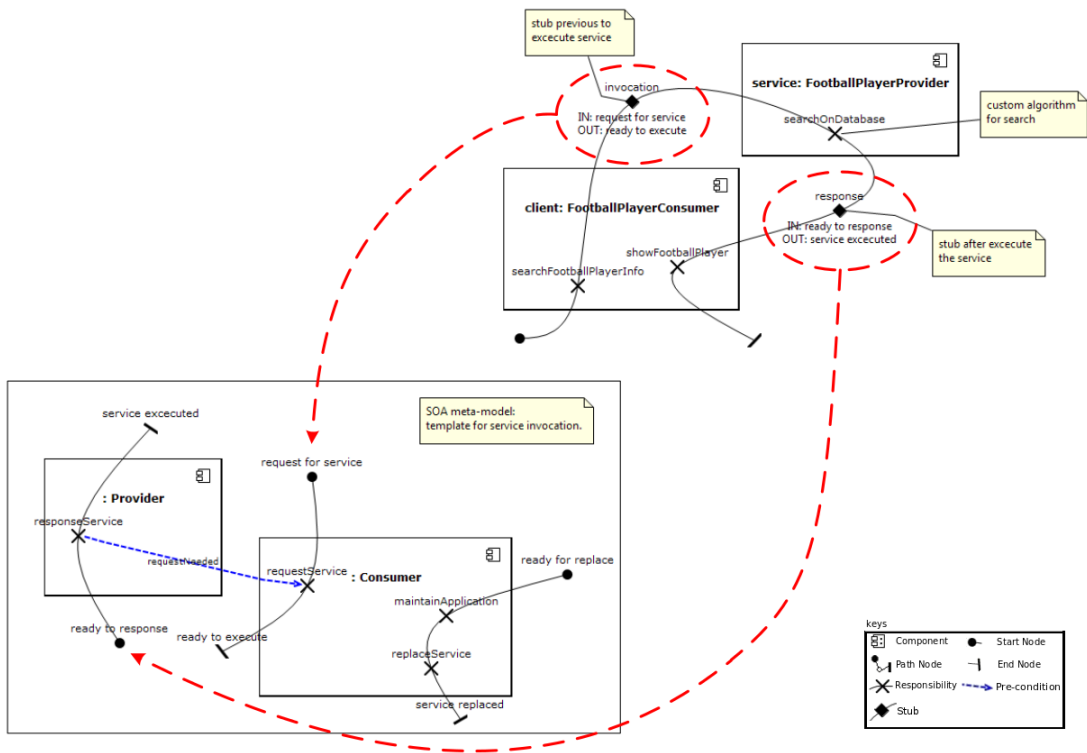 stub previous to
excecute service
invocation
IN: request for service
OUT: ready to execute
service: FootballPlayerProvider
searchOnDatabase
custom algorithm
for search
client: FootballPlayerConsumer
response
IN: ready to response
OUT: service excecuted
stub after excecute
the service
showFootballPlayer
searchFootballPlayerInfo
SOA meta-model:
template for service invocation.
service excecuted
request for service
: Provider
responseService
requestNeeded
requestService
: Consumer
ready for replace
maintainApplication
ready to response
ready to execute
replaceService
service replaced
keys
Component
Start Node
Path Node
End Node
Responsibility
Pre-condition
Stub